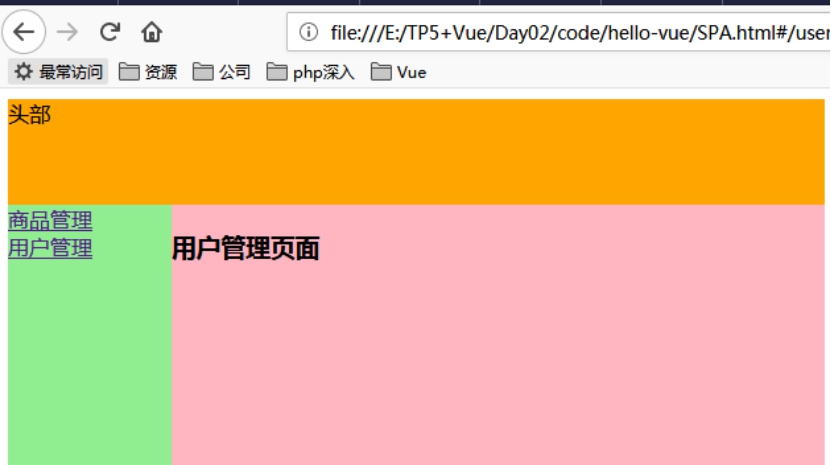 file:///E:/TP5+Vue/Day02/code/hello-vue/SPA.html#/user
最常访问 资源 公司 php深入 Vue
头部
商品管理
用户管理
用户管理页面